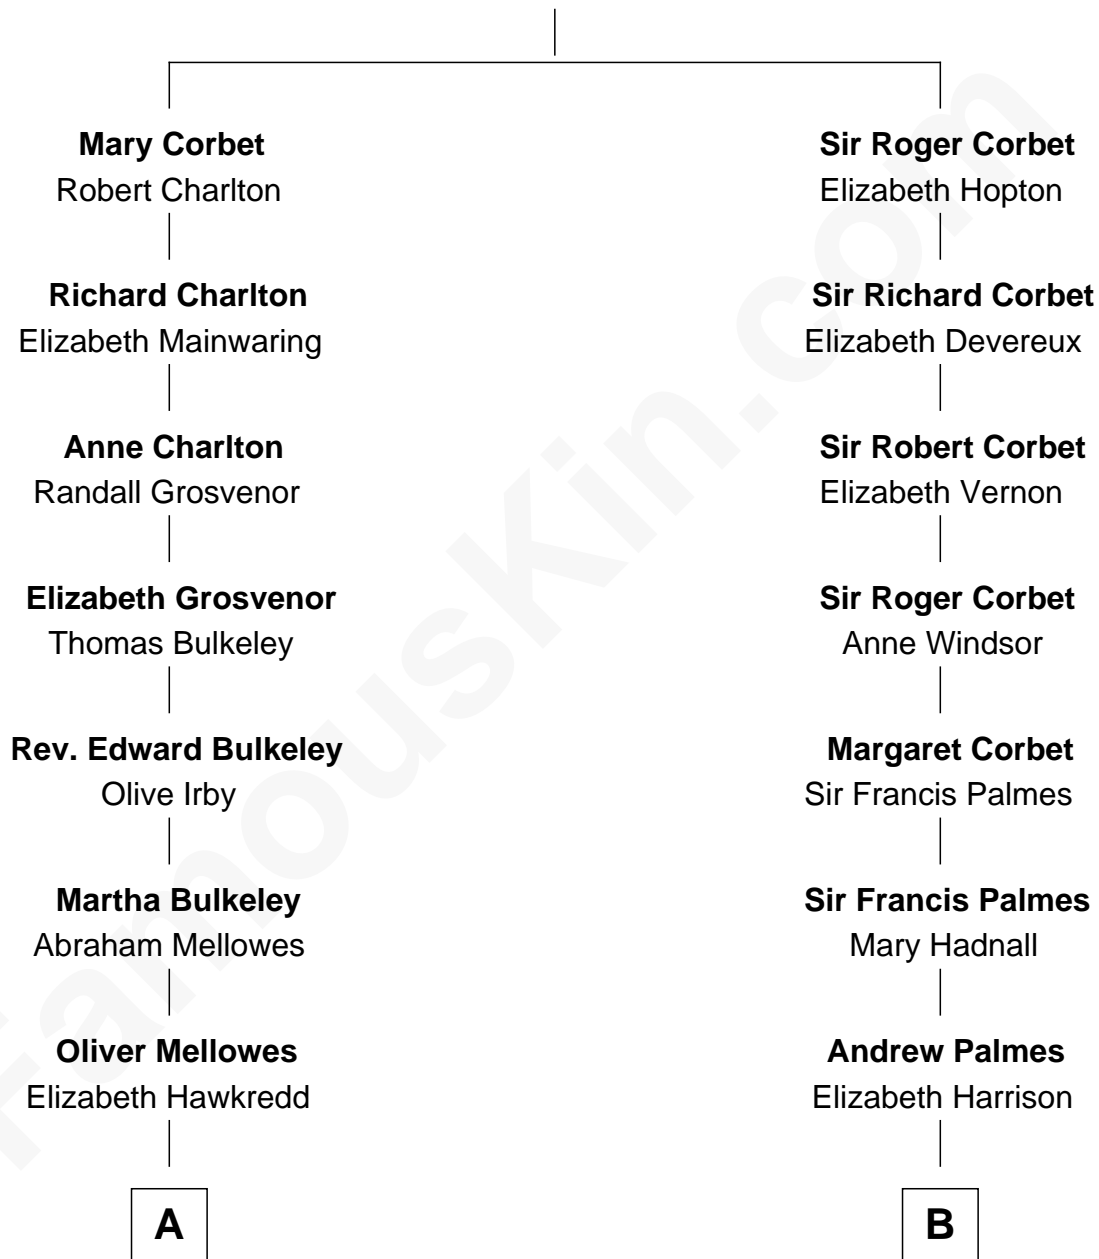 Mary Corbet
Robert Charlton
Richard Charlton
Elizabeth Mainwaring
Anne Charlton
Randall Grosvenor
Elizabeth Grosvenor
Thomas Bulkeley
Rev. Edward Bulkeley
Olive Irby
Martha Bulkeley
Abraham Mellowes
Oliver Mellowes
Elizabeth Hawkredd
A
Sir Roger Corbet
Elizabeth Hopton
Sir Richard Corbet
Elizabeth Devereux
Sir Robert Corbet
Elizabeth Vernon
Sir Roger Corbet
Anne Windsor
Margaret Corbet
Sir Francis Palmes
Sir Francis Palmes
Mary Hadnall
Andrew Palmes
Elizabeth Harrison
B
FamousKin.com